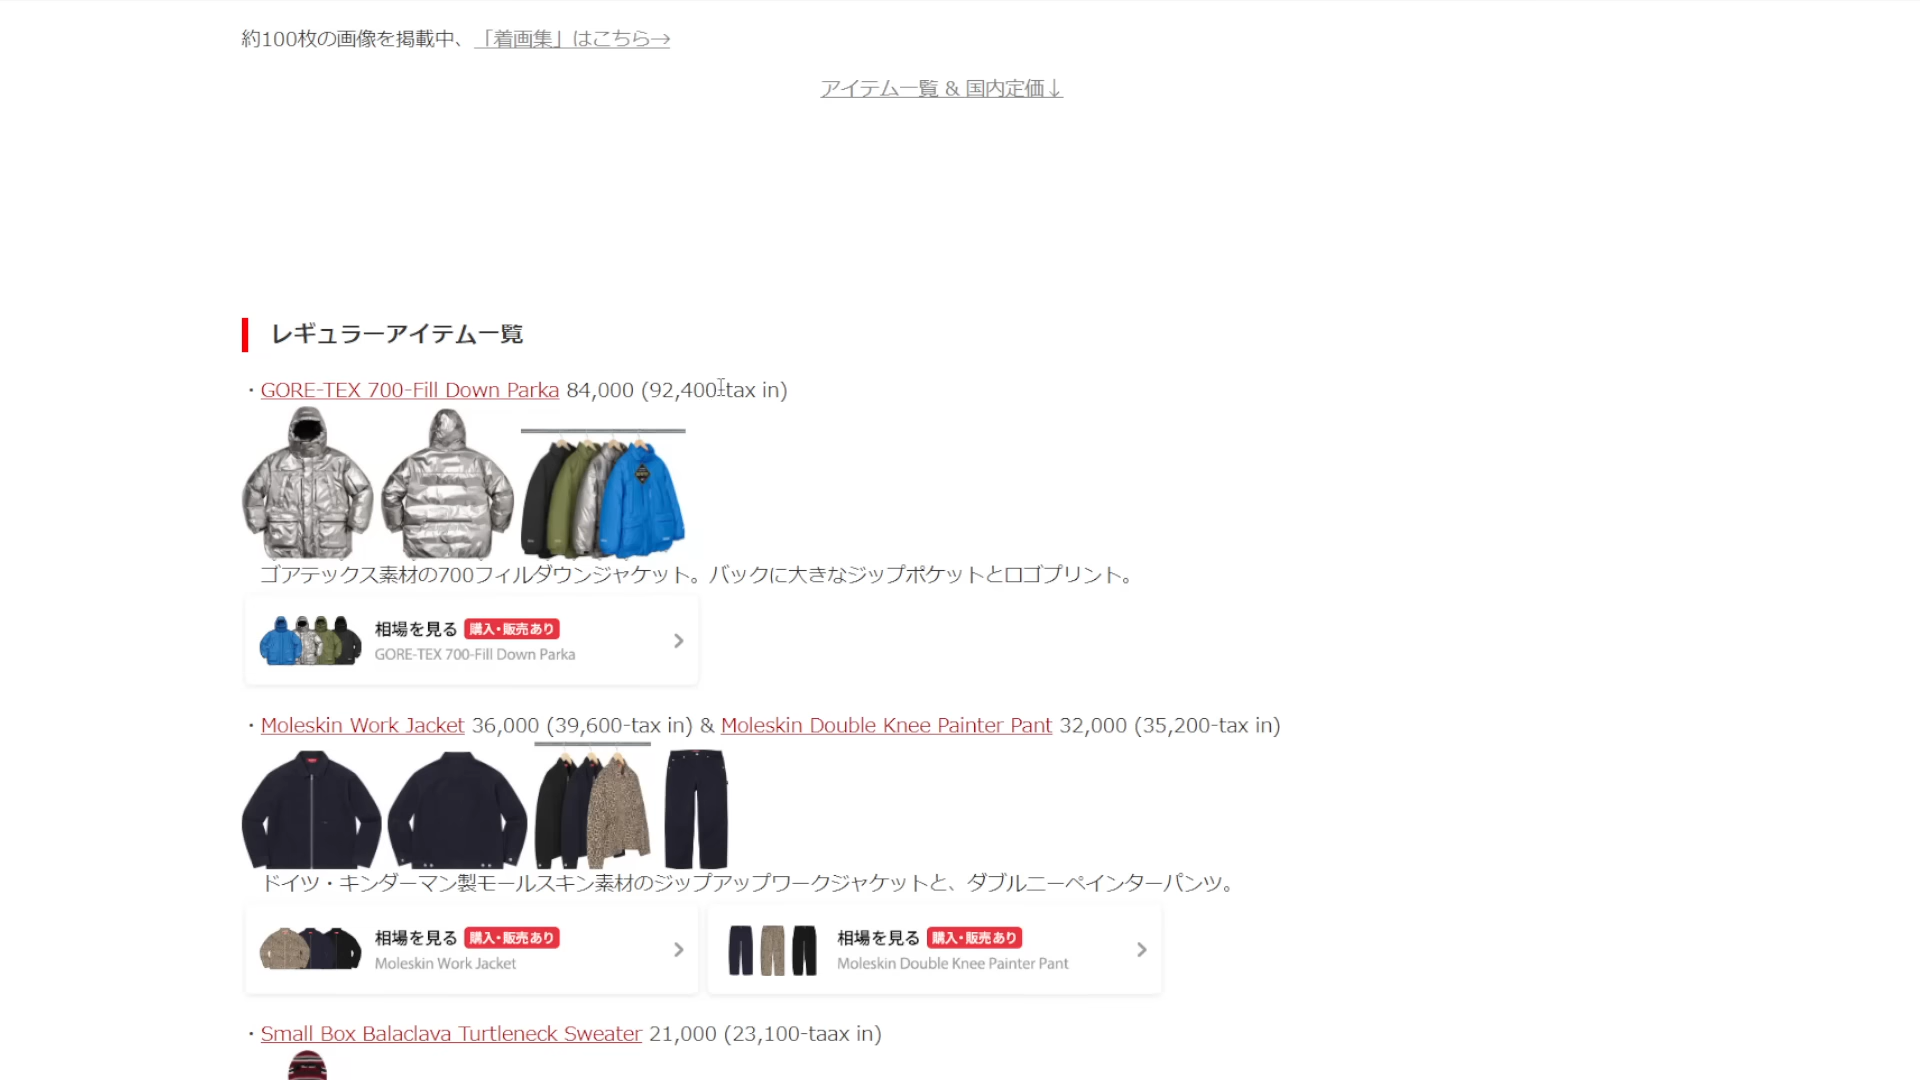 約100枚の画像を掲載中、「着画集」はこちら→
アイテム一覧 & 国内定価↓
レギュラーアイテム一覧
・GORE-TEX 700-Fill Down Parka 84,000 (92,400-tax in)
ゴアテックス素材の700フィルダウンジャケット。バックに大きなジップポケットとロゴプリント。
相場を見る 購入・販売あり
GORE-TEX 700-Fill Down Parka
・Moleskin Work Jacket 36,000 (39,600-tax in) & Moleskin Double Knee Painter Pant 32,000 (35,200-tax in)
ドイツ・キンダーマン製モールスキン素材のジップアップワークジャケットと、ダブルニーペインターパンツ。
相場を見る 購入・販売あり
Moleskin Work Jacket
相場を見る 購入・販売あり
Moleskin Double Knee Painter Pant
・Small Box Balaclava Turtleneck Sweater 21,000 (23,100-taax in)